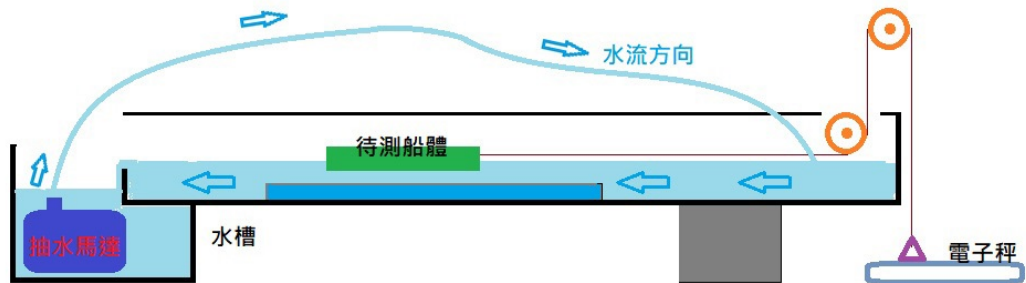 水流方向
待測船體
抽水馬達
水槽
電子秤